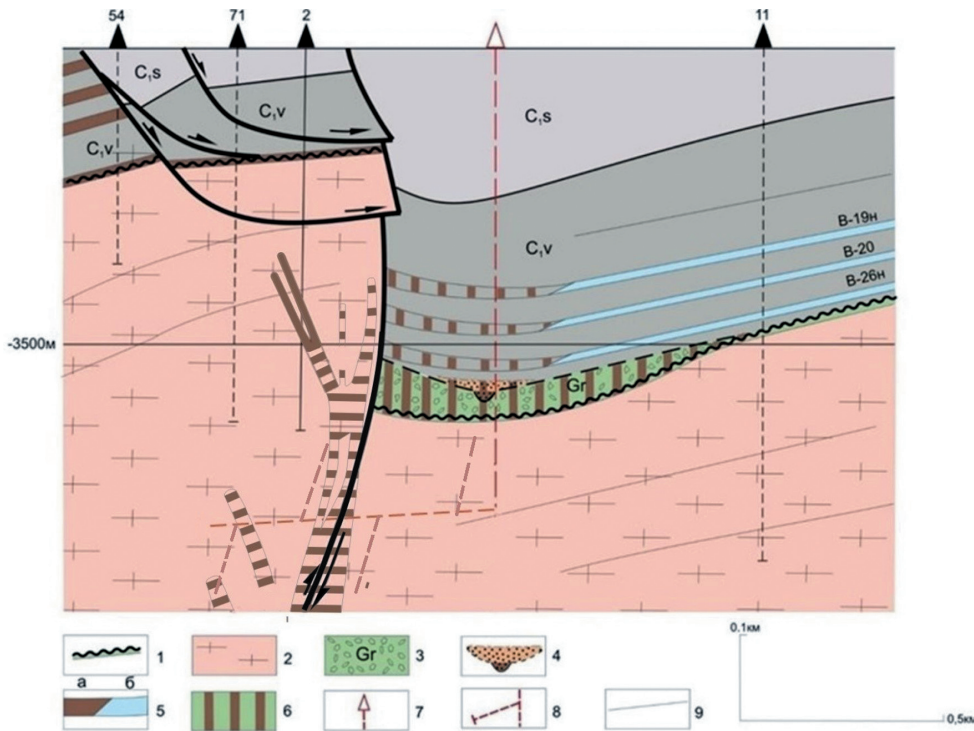 54 71 2 11
C₁s
C₁s
C₁v
C₁v
C₁v
В-19н
В-20
В-26н
-3500м
Gr
0.1км
1 2 Gr 3 4
а б
5 6 7 8 9
0,5км